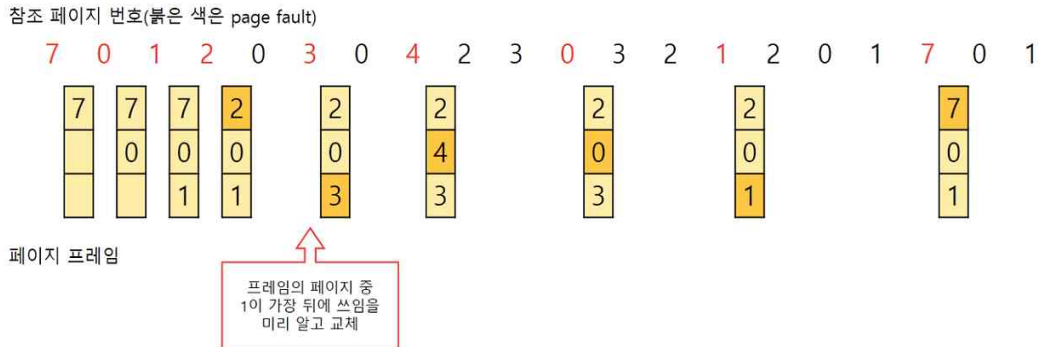 참조 페이지 번호(붉은 색은 page fault)
7 0 1 2 0 3 0 4 2 3 0 3 2 1 2 0 1 7 0 1
7 7 7 2 2 2 2 2 7
0 0 0 0 4 0 0 0
1 1 3 3 3 1 1
페이지 프레임
프레임의 페이지 중
1이 가장 뒤에 쓰임을
미리 알고 교체